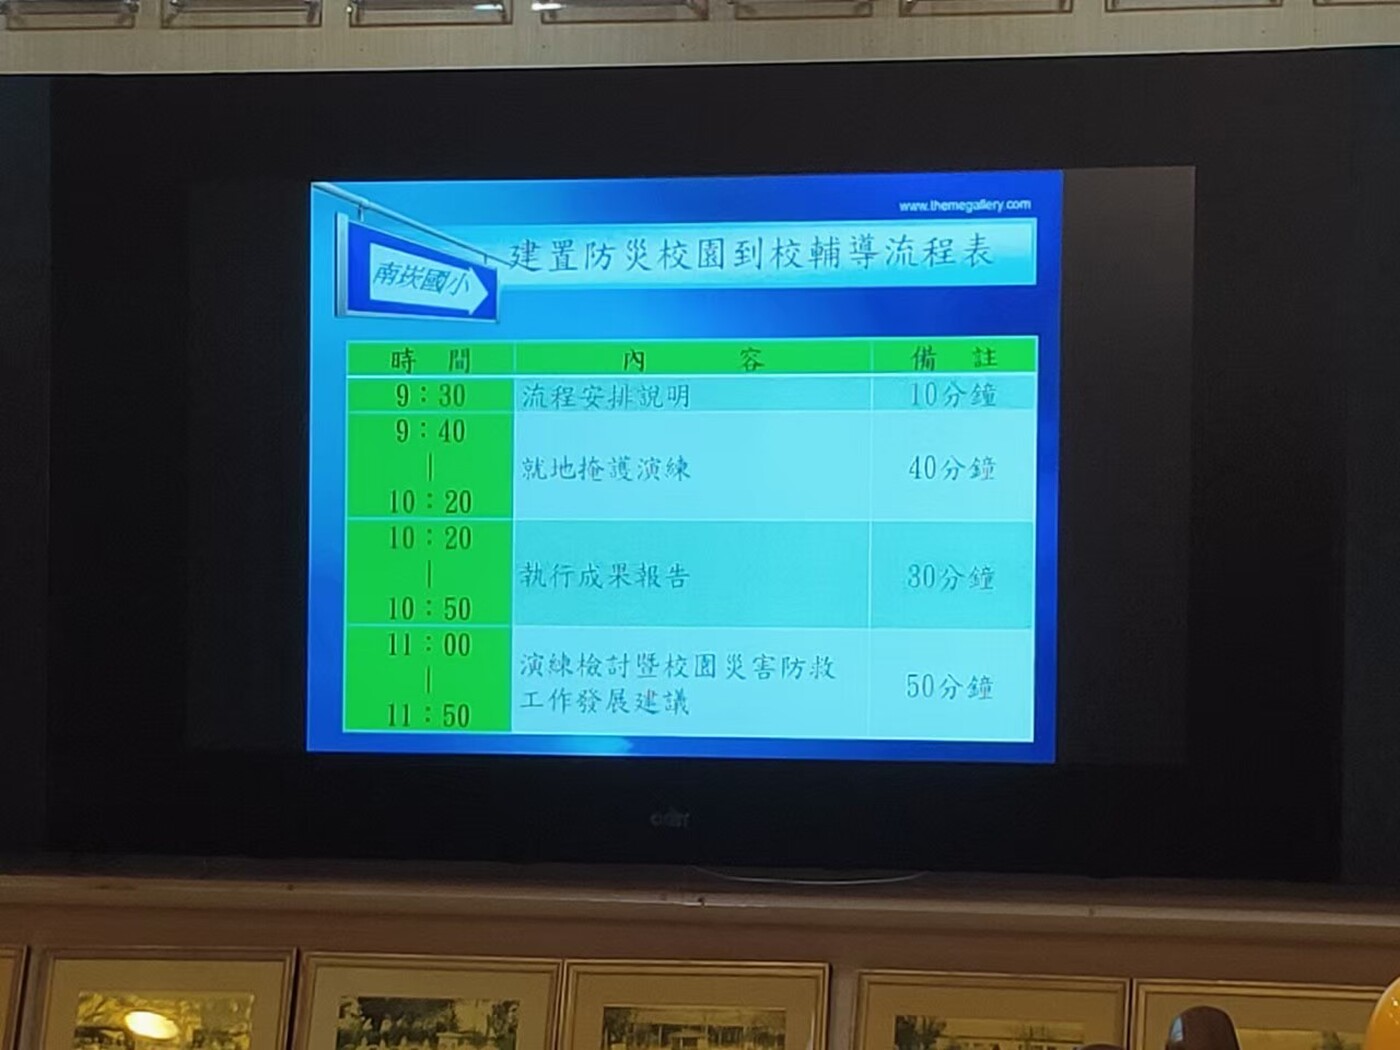 www.themegallery.com
建置防災校園到校輔導流程表
南崁國小
時 間 內 容 備 註
9：30 流程安排說明 10分鐘
9：40
|
10：20
就地掩護演練 40分鐘
10：20
|
10：50
執行成果報告 30分鐘
11：00
|
11：50
演練檢討暨校園災害防救
工作發展建議
50分鐘